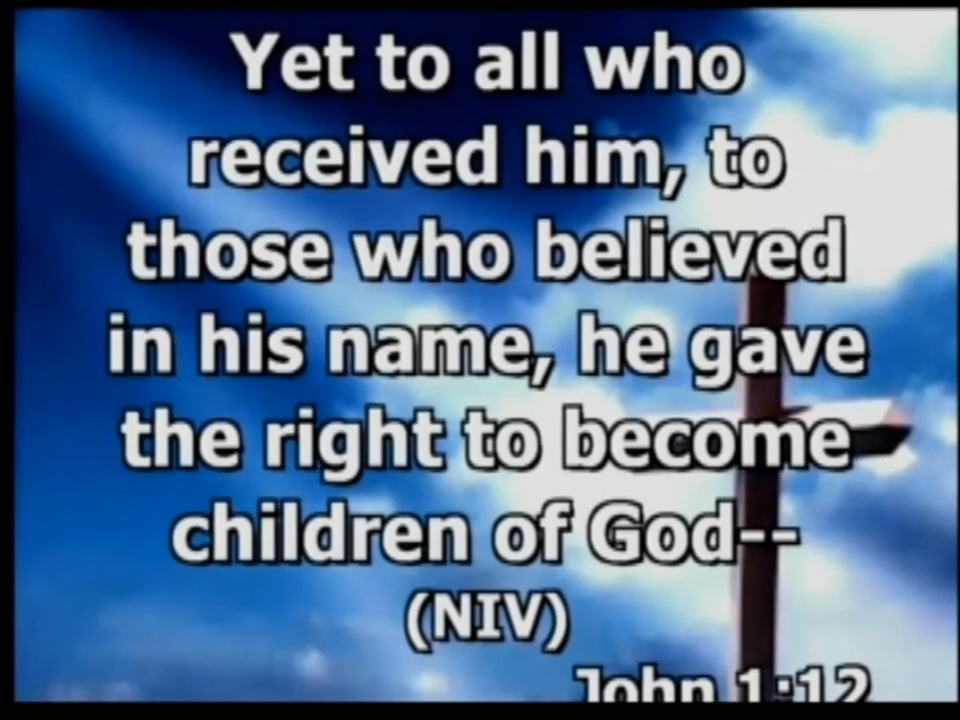 Yet to all who
received him, to
those who believed
in his name, he gave
the right to become
children of God--
(NIV)
John 1:12